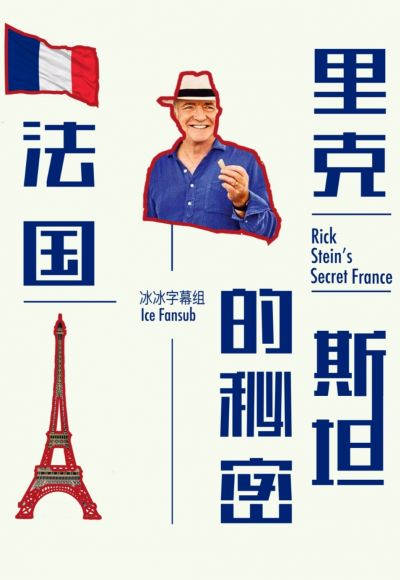 里克
斯坦
Rick
Stein's
Secret France
的秘密
法国
冰冰字幕组
Ice Fansub